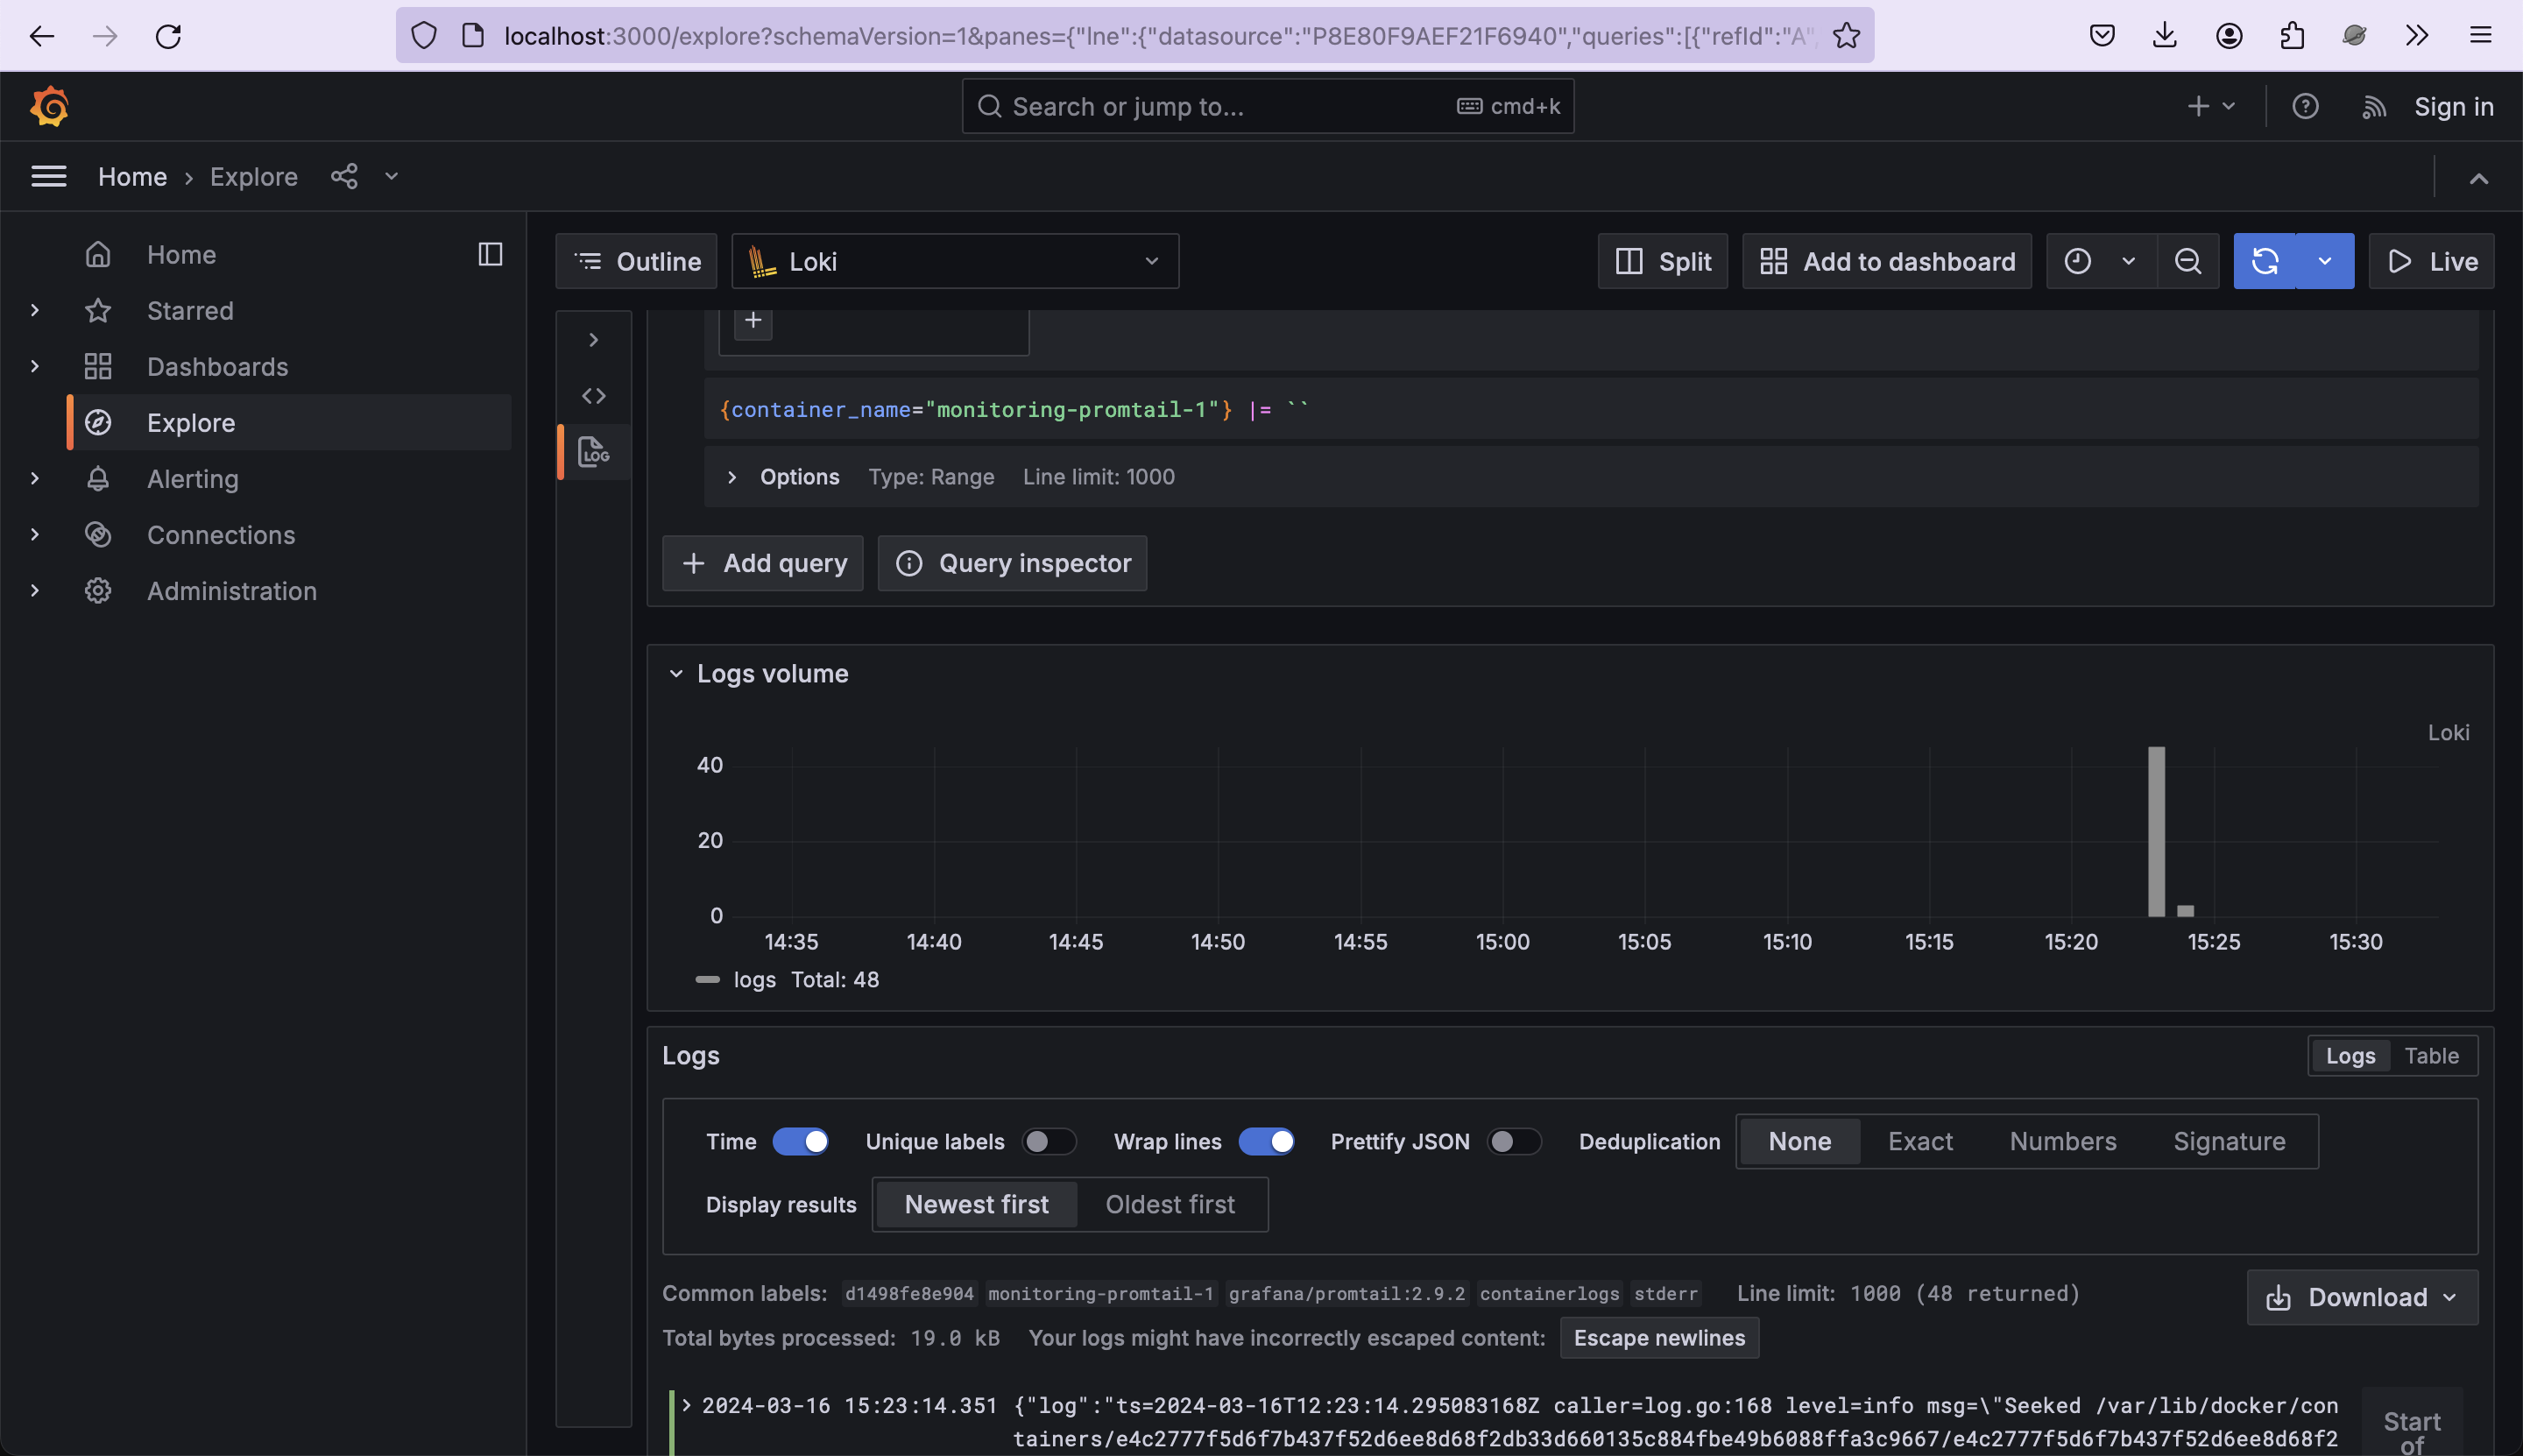 localhost:3000/explore?schemaVersion=1&panes={"lne":{"datasource":"P8E80F9AEF21F6940","queries":[{"refId":"A",
Search or jump to...
cmd+k
Sign in
Home › Explore
Home
Starred
Dashboards
Explore
Alerting
Connections
Administration
Outline
Loki
Split
Add to dashboard
Live
{container_name="monitoring-promtail-1"} |= ``
Options Type: Range Line limit: 1000
Add query
Query inspector
Logs volume
Loki
40
20
0
14:35 14:40 14:45 14:50 14:55 15:00 15:05 15:10 15:15 15:20 15:25 15:30
logs Total: 48
Logs
Logs Table
Time Unique labels Wrap lines Prettify JSON Deduplication None Exact Numbers Signature
Display results Newest first Oldest first
Common labels: d1498fe8e904 monitoring-promtail-1 grafana/promtail:2.9.2 containerlogs stderr Line limit: 1000 (48 returned)
Download
Total bytes processed: 19.0 kB Your logs might have incorrectly escaped content: Escape newlines
2024-03-16 15:23:14.351 {"log":"ts=2024-03-16T12:23:14.295083168Z caller=log.go:168 level=info msg=\"Seeked /var/lib/docker/con
tainers/e4c2777f5d6f7b437f52d6ee8d68f2db33d660135c884fbe49b6088ffa3c9667/e4c2777f5d6f7b437f52d6ee8d68f2
Start
of
LOG